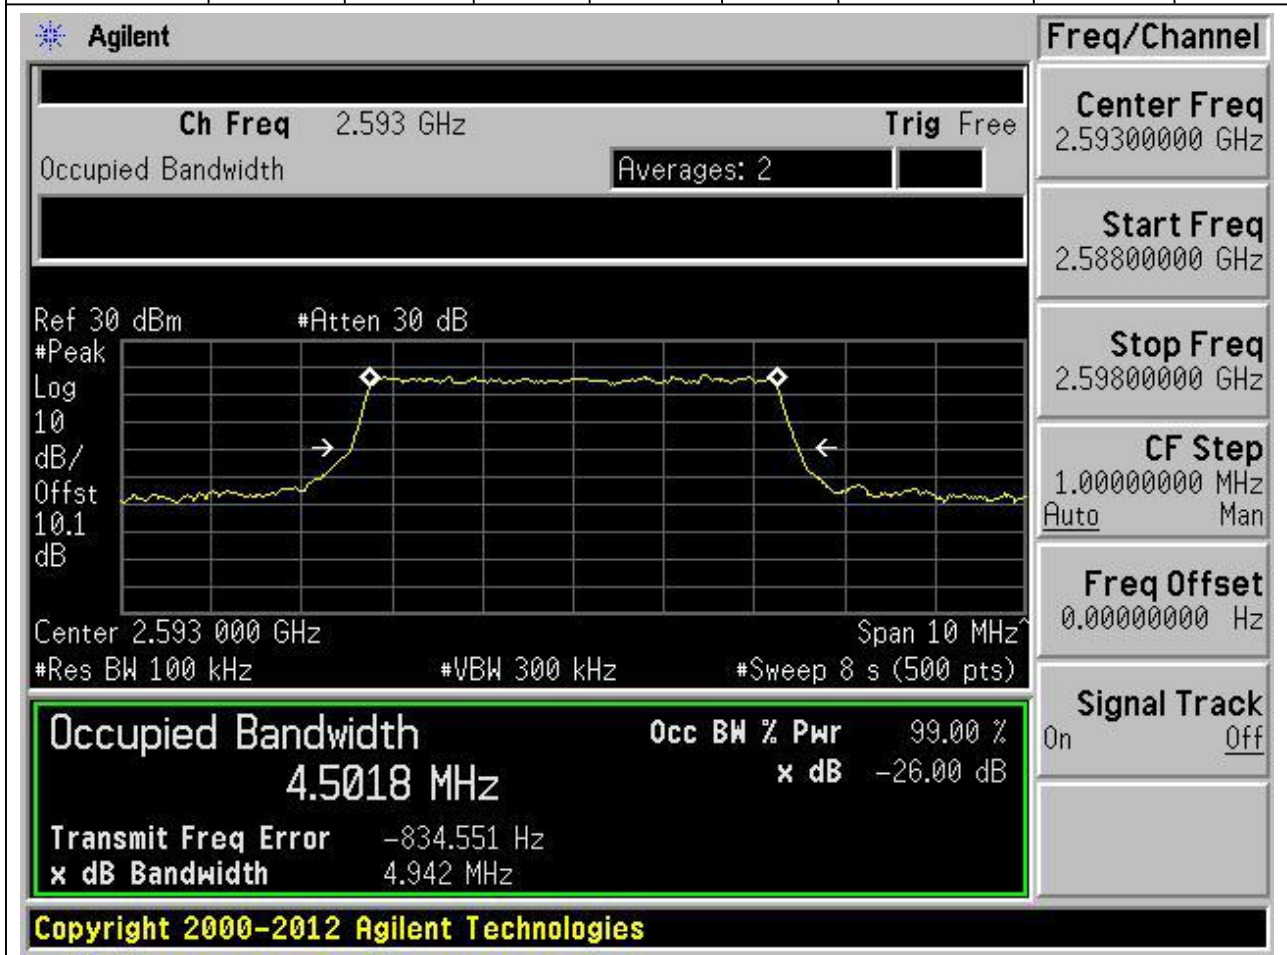 Agilent
Freq/Channel
Ch Freq 2.593 GHz Trig Free
Occupied Bandwidth Averages: 2
Center Freq
2.59300000 GHz
Start Freq
2.58800000 GHz
Stop Freq
2.59800000 GHz
CF Step
1.00000000 MHz
Auto Man
Freq Offset
0.00000000 Hz
Signal Track
On Off
Ref 30 dBm #Atten 30 dB
#Peak
Log
10
dB/
Offst
10.1
dB
Center 2.593 000 GHz Span 10 MHz^
#Res BW 100 kHz #VBW 300 kHz #Sweep 8 s (500 pts)
Occupied Bandwidth Occ BW % Pwr 99.00 %
4.5018 MHz x dB -26.00 dB
Transmit Freq Error -834.551 Hz
x dB Bandwidth 4.942 MHz
Copyright 2000-2012 Agilent Technologies